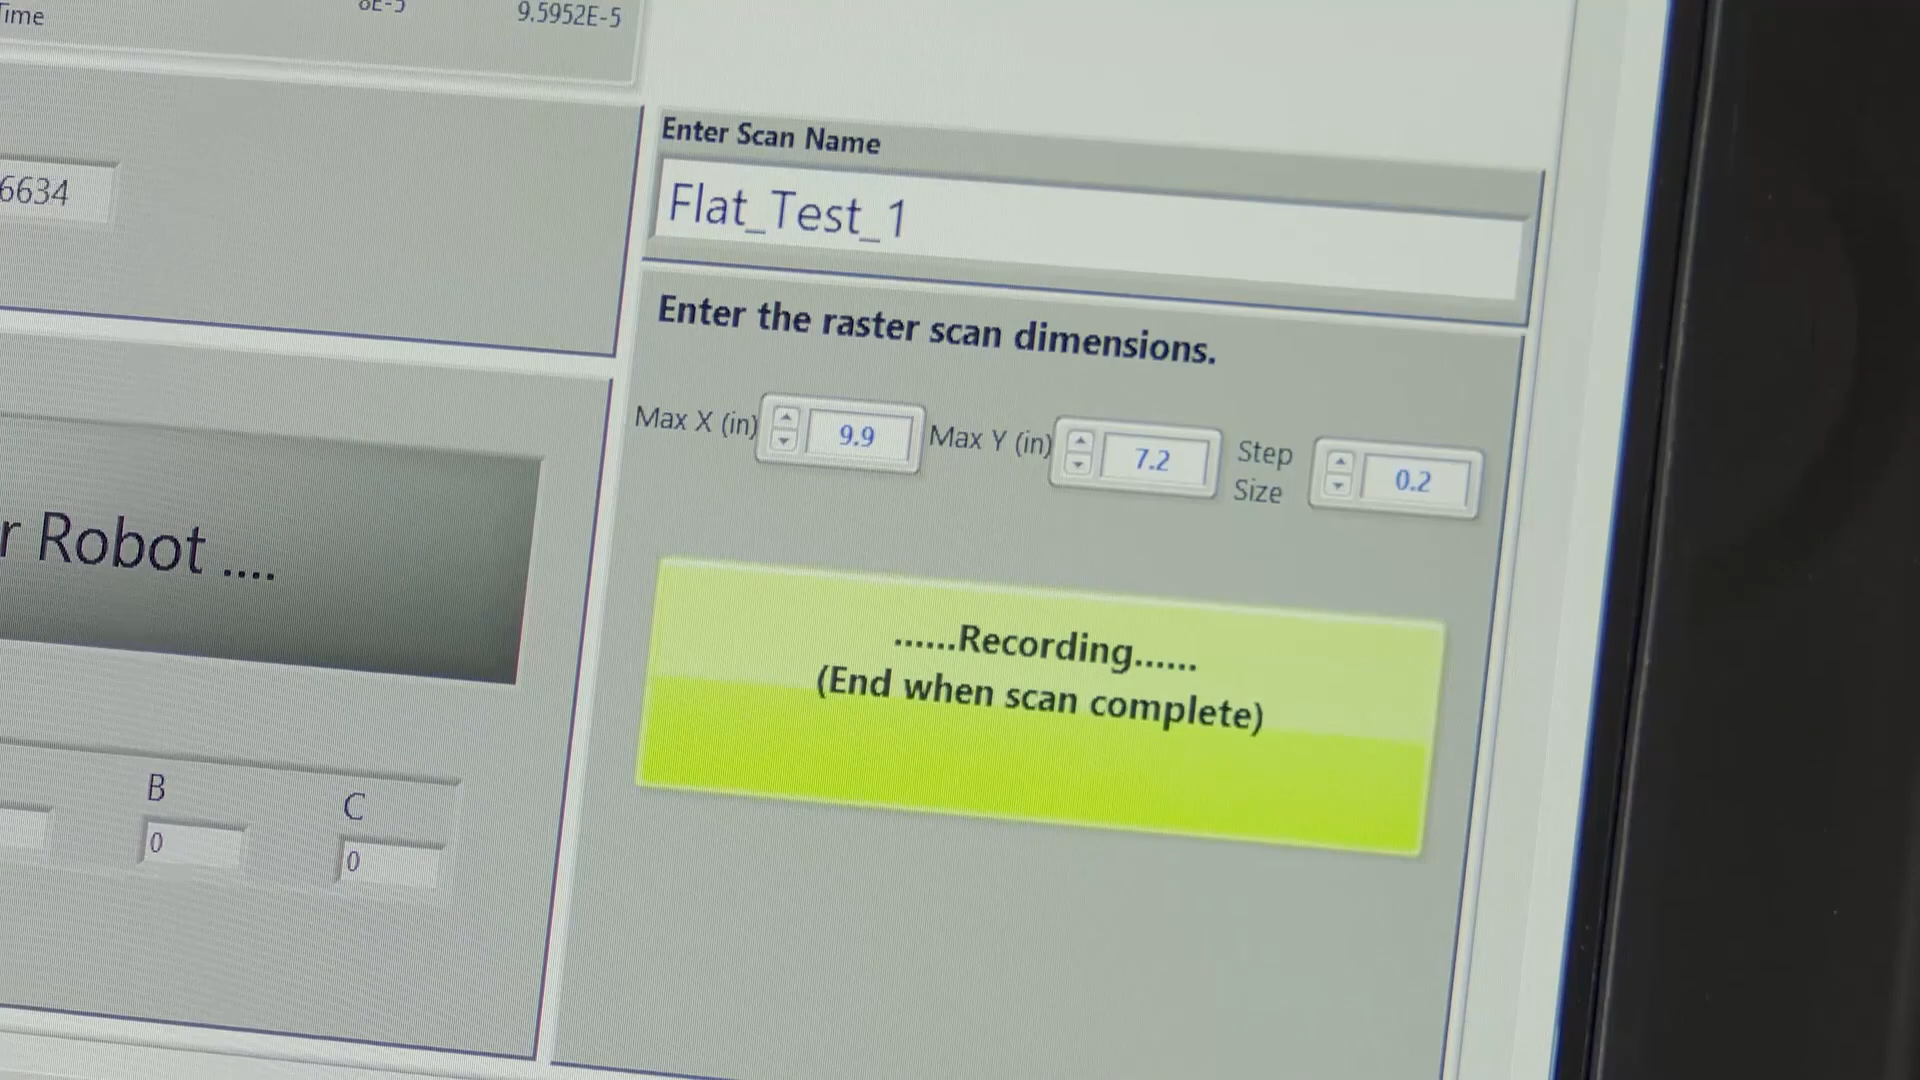 Time
9.5952E-5
6634
r Robot ....
B
C
0
0
Enter Scan Name
Flat_Test_1
Enter the raster scan dimensions.
Max X (in) 9.9 Max Y (in) 7.2 Step Size 0.2
......Recording......
(End when scan complete)